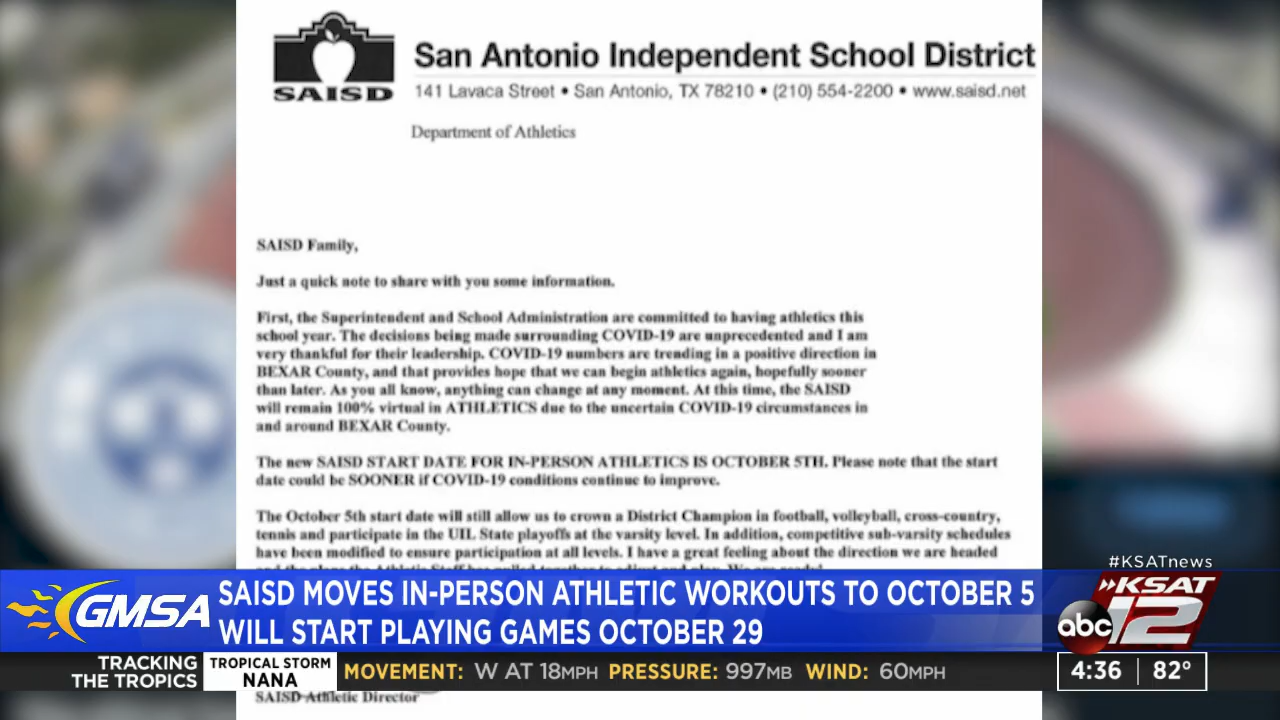 SAISD
San Antonio Independent School District
141 Lavaca Street • San Antonio, TX 78210 • (210) 554-2200 • www.saisd.net
Department of Athletics
SAISD Family,
Just a quick note to share with you some information.
First, the Superintendent and School Administration are committed to having athletics this
school year. The decisions being made surrounding COVID-19 are unprecedented and I am
very thankful for their leadership. COVID-19 numbers are trending in a positive direction in
BEXAR County, and that provides hope that we can begin athletics again, hopefully sooner
than later. As you all know, anything can change at any moment. At this time, the SAISD
will remain 100% virtual in ATHLETICS due to the uncertain COVID-19 circumstances in
and around BEXAR County.
The new SAISD START DATE FOR IN-PERSON ATHLETICS IS OCTOBER 5TH. Please note that the start
date could be SOONER if COVID-19 conditions continue to improve.
The October 5th start date will still allow us to crown a District Champion in football, volleyball, cross-country,
tennis and participate in the UIL State playoffs at the varsity level. In addition, competitive sub-varsity schedules
have been modified to ensure participation at all levels. I have a great feeling about the direction we are headed
#KSATnews
GMSA
SAISD MOVES IN-PERSON ATHLETIC WORKOUTS TO OCTOBER 5
WILL START PLAYING GAMES OCTOBER 29
abc
KSAT
12
TRACKING
THE TROPICS
TROPICAL STORM
NANA
MOVEMENT: W AT 18MPH PRESSURE: 997MB WIND: 60MPH
4:36
82°
SAISD Athletic Director